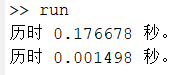 >> run
历时 0.176678 秒。
历时 0.001498 秒。